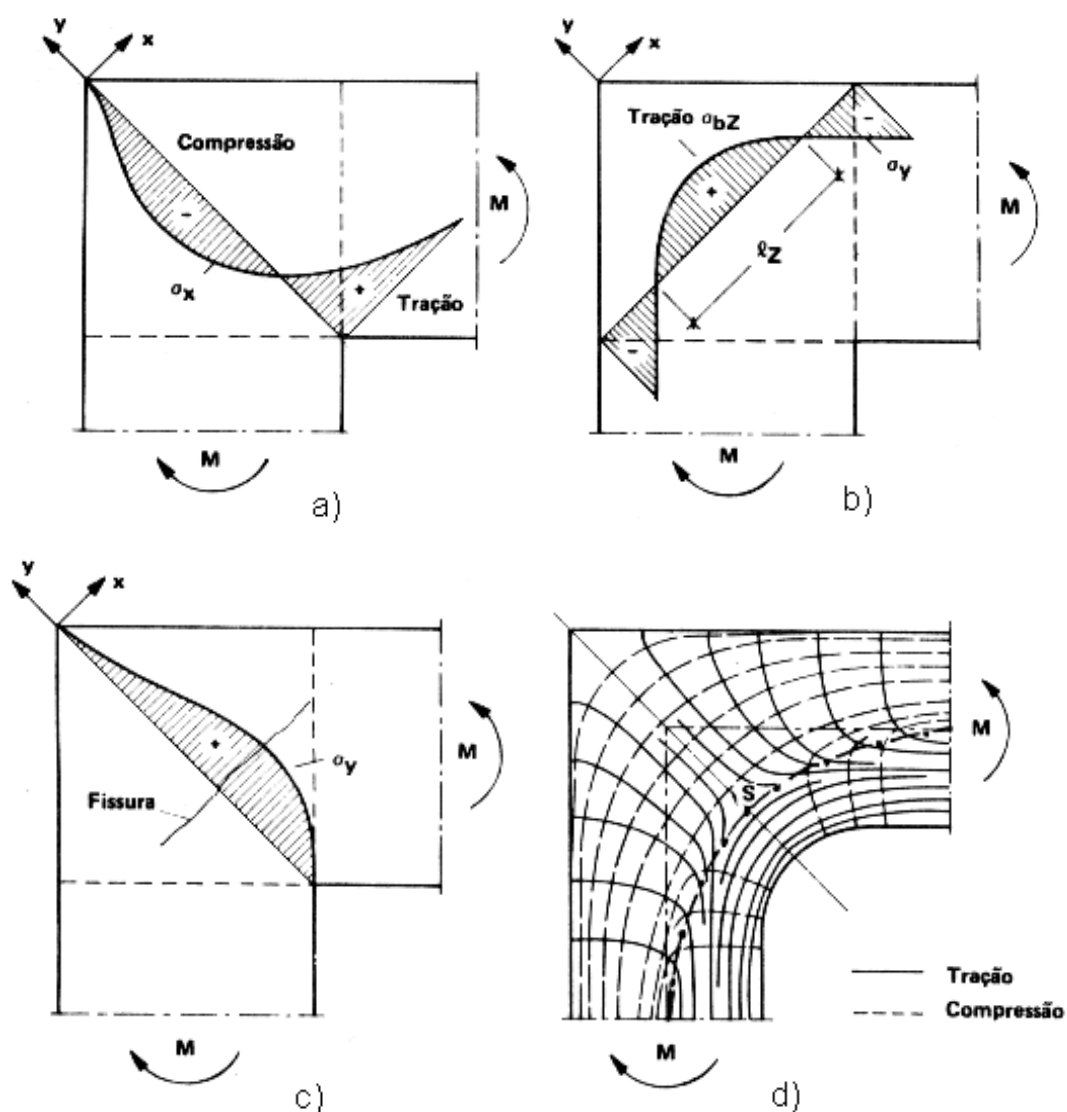 y
x
Compressão
-
M
σx
+
Tração
M
a)
y
x
Tração σbZ
-
σy
+
M
ℓZ
-
M
b)
y
x
+
σy
M
Fissura
M
c)
S
M
Tração
Compressão
M
d)